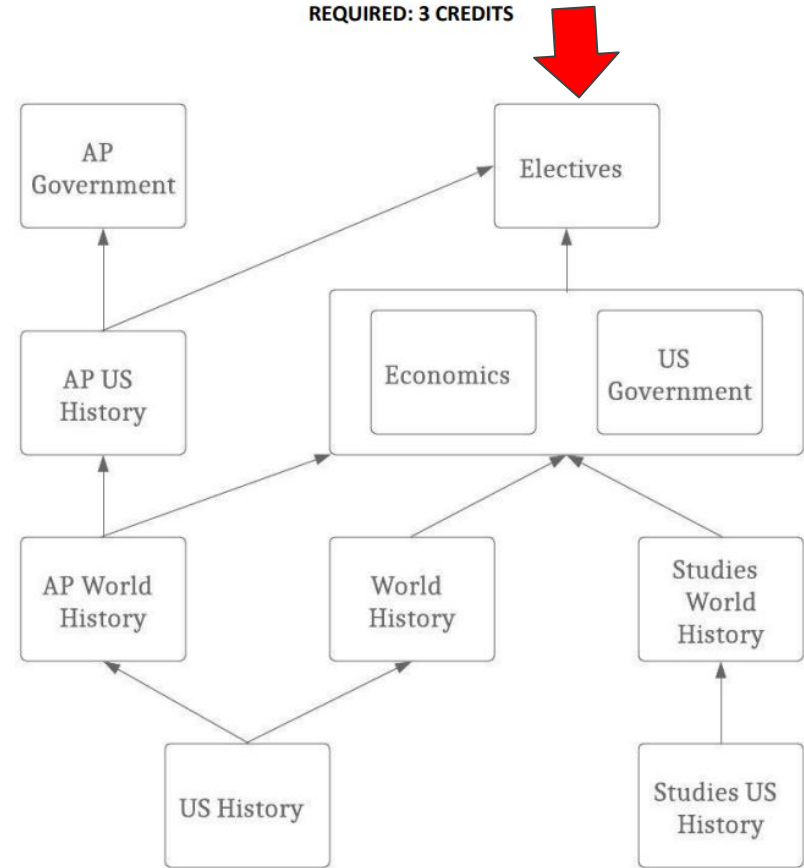 REQUIRED: 3 CREDITS
AP
Government
Electives
AP US
History
Economics
US
Government
AP World
History
World
History
Studies
World
History
US History
Studies US
History